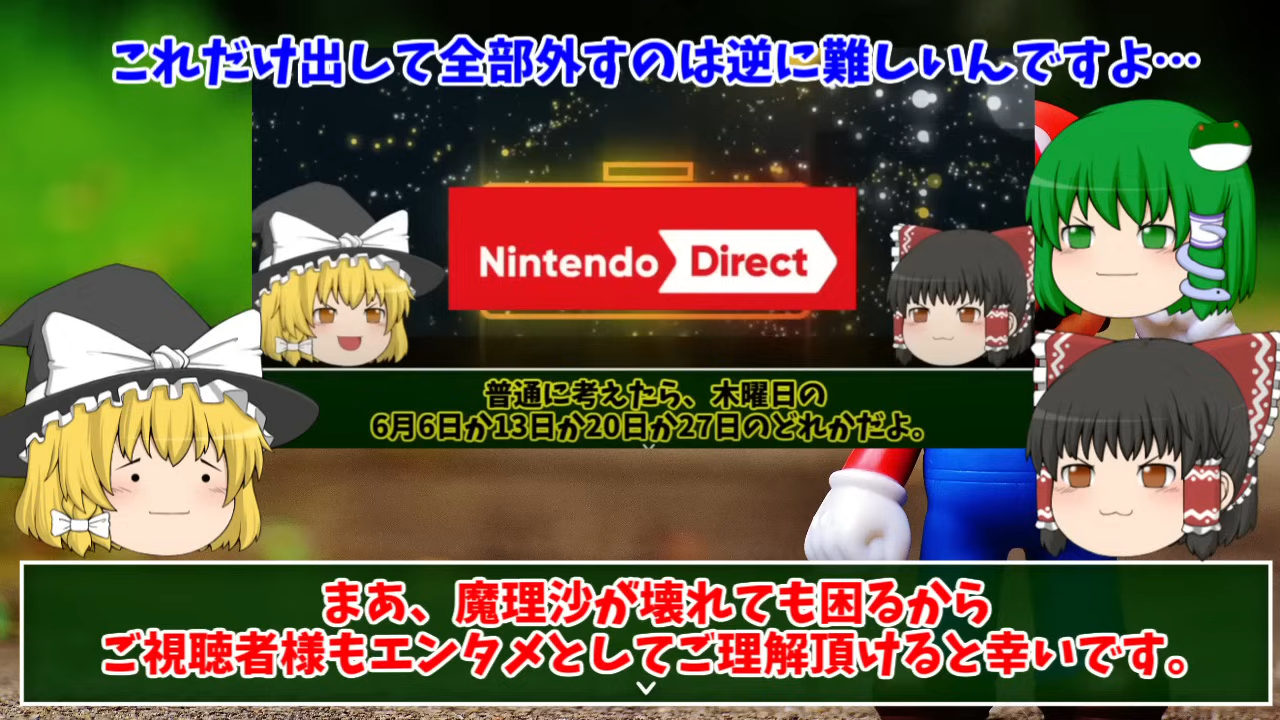 これだけ出して全部外すのは逆に難しいんですよ…
Nintendo Direct
普通に考えたら、木曜日の
6月6日か13日か20日か27日のどれかだよ。
まあ、魔理沙が壊れても困るから
ご視聴者様もエンタメとしてご理解頂けると幸いです。